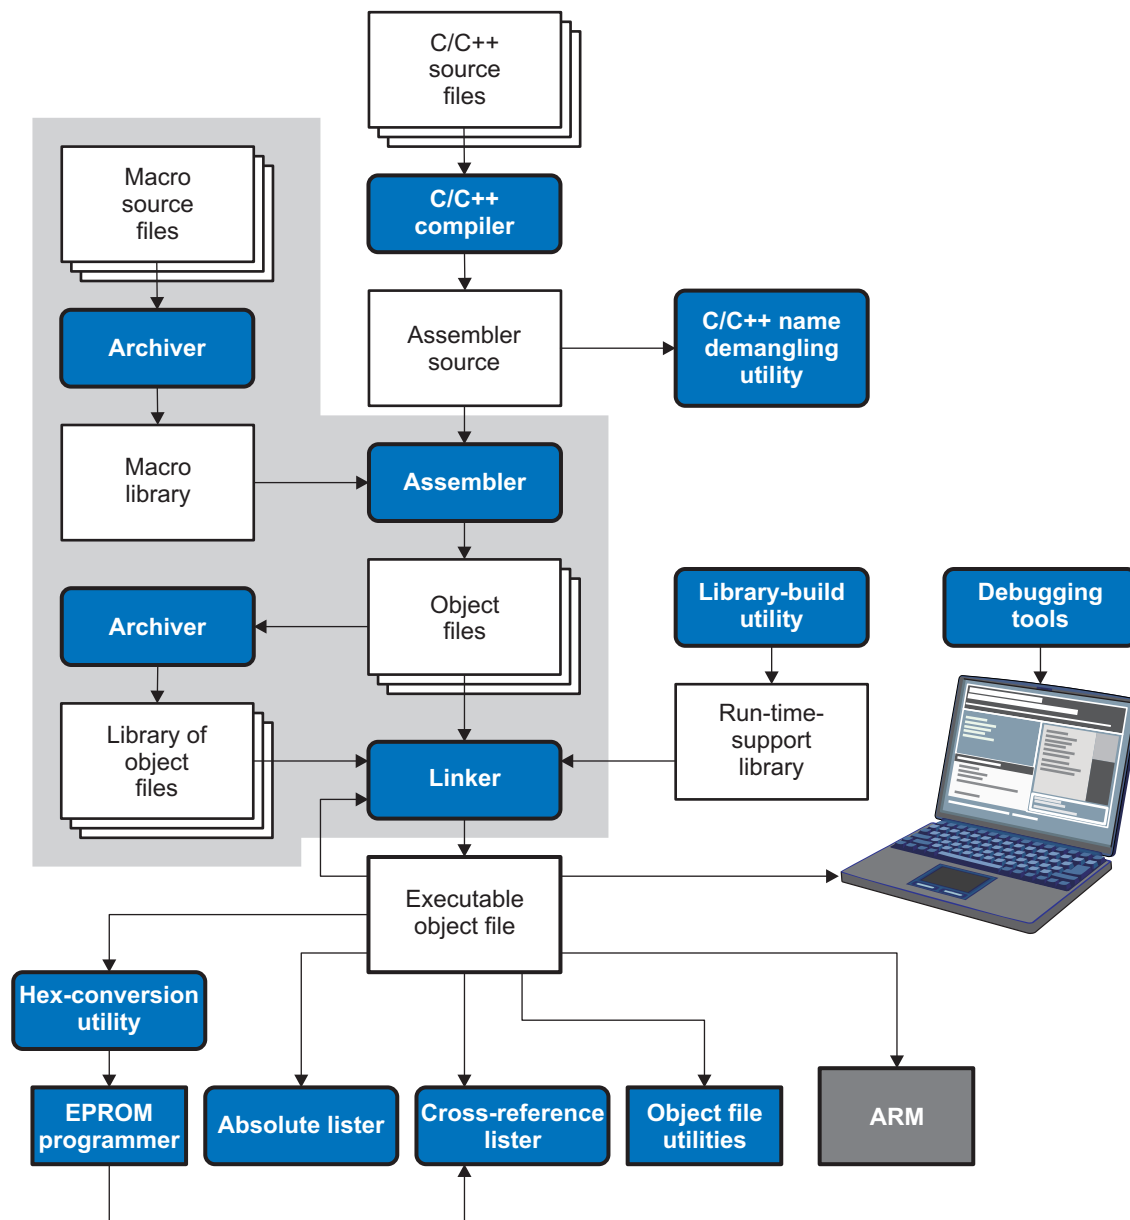 C/C++
source
files
Macro
source
files
C/C++
compiler
Archiver
Assembler
source
C/C++ name
demangling
utility
Macro
library
Assembler
Archiver
Object
files
Library-build
utility
Debugging
tools
Library of
object
files
Linker
Run-time-
support
library
Executable
object file
Hex-conversion
utility
EPROM
programmer
Absolute lister
Cross-reference
lister
Object file
utilities
ARM